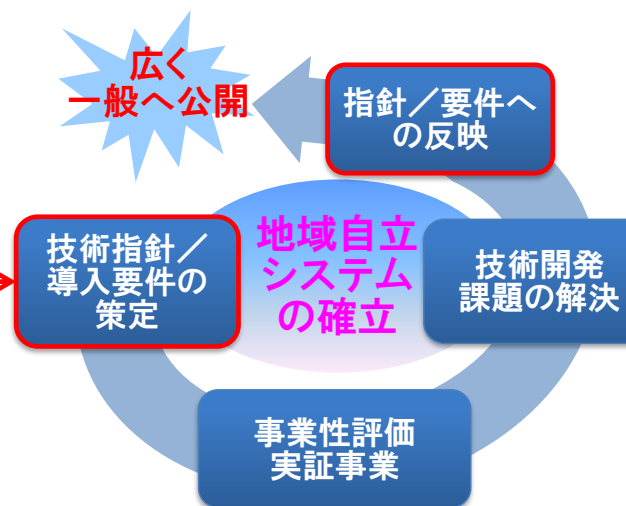 広く
一般へ公開
指針／要件へ
の反映
技術指針／
導入要件の
策定
地域自立
システム
の確立
技術開発
課題の解決
事業性評価
実証事業